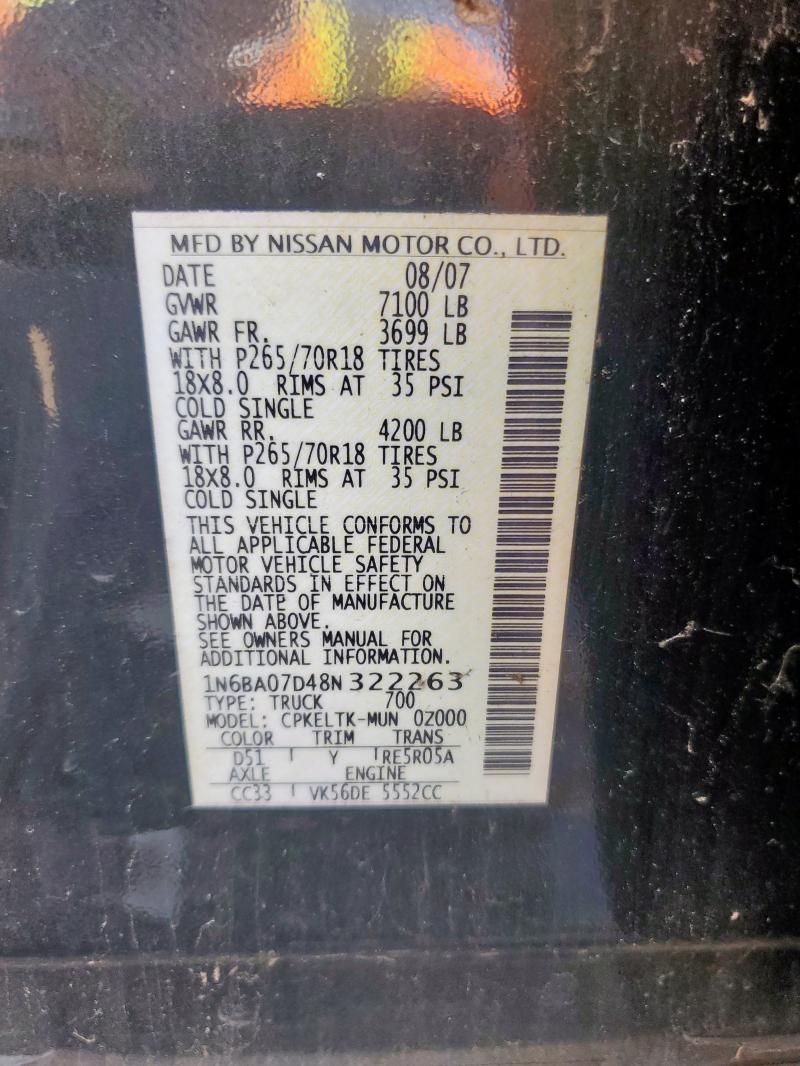 MFD BY NISSAN MOTOR CO., LTD.
DATE 08/07
GVWR 7100 LB
GAWR FR. 3699 LB
WITH P265/70R18 TIRES
18X8.0 RIMS AT 35 PSI
COLD SINGLE
GAWR RR. 4200 LB
WITH P265/70R18 TIRES
18X8.0 RIMS AT 35 PSI
COLD SINGLE
THIS VEHICLE CONFORMS TO
ALL APPLICABLE FEDERAL
MOTOR VEHICLE SAFETY
STANDARDS IN EFFECT ON
THE DATE OF MANUFACTURE
SHOWN ABOVE.
SEE OWNERS MANUAL FOR
ADDITIONAL INFORMATION.
1N6BA07D48N 322263
TYPE: TRUCK 700
MODEL: CPKELTK-MUN 0Z000
COLOR TRIM TRANS
D51 Y RE5R05A
AXLE ENGINE
CC33 VK56DE 5552CC